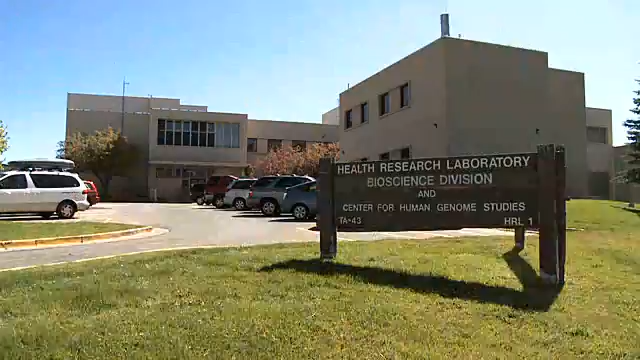 HEALTH RESEARCH LABORATORY
BIOSCIENCE DIVISION
AND
CENTER FOR HUMAN GENOME STUDIES
TA-43 HRL 1